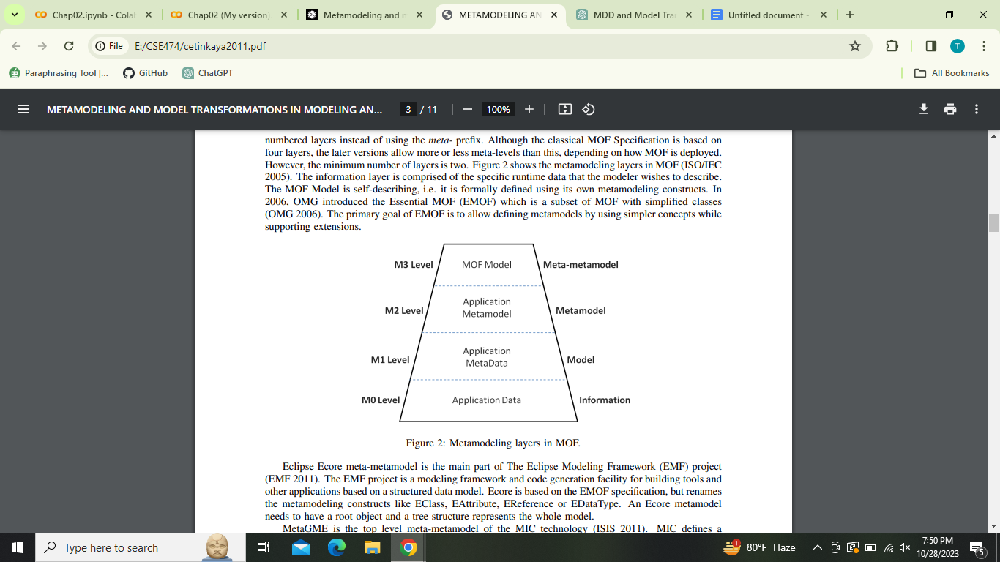 Chap02.ipynb - Cola
Chap02 (My version)
Metamodeling and m
METAMODELING AN
MDD and Model Tra
Untitled document -
File E:/CSE474/cetinkaya2011.pdf
T
Paraphrasing Tool |...
GitHub
ChatGPT
All Bookmarks
METAMODELING AND MODEL TRANSFORMATIONS IN MODELING AN...
3 / 11
100%
numbered layers instead of using the meta- prefix. Although the classical MOF Specification is based on
four layers, the later versions allow more or less meta-levels than this, depending on how MOF is deployed.
However, the minimum number of layers is two. Figure 2 shows the metamodeling layers in MOF (ISO/IEC
2005). The information layer is comprised of the specific runtime data that the modeler wishes to describe.
The MOF Model is self-describing, i.e. it is formally defined using its own metamodeling constructs. In
2006, OMG introduced the Essential MOF (EMOF) which is a subset of MOF with simplified classes
(OMG 2006). The primary goal of EMOF is to allow defining metamodels by using simpler concepts while
supporting extensions.
M3 Level MOF Model Meta-metamodel
Application
M2 Level Metamodel Metamodel
Application
M1 Level MetaData Model
M0 Level Application Data Information
Figure 2: Metamodeling layers in MOF.
Eclipse Ecore meta-metamodel is the main part of The Eclipse Modeling Framework (EMF) project
(EMF 2011). The EMF project is a modeling framework and code generation facility for building tools and
other applications based on a structured data model. Ecore is based on the EMOF specification, but renames
the metamodeling constructs like EClass, EAttribute, EReference or EDataType. An Ecore metamodel
needs to have a root object and a tree structure represents the whole model.
MetaGME is the top level meta-metamodel of the MIC technology (ISIS 2011). MIC defines a
Type here to search
1
80°F Haze
7:50 PM
10/28/2023
5